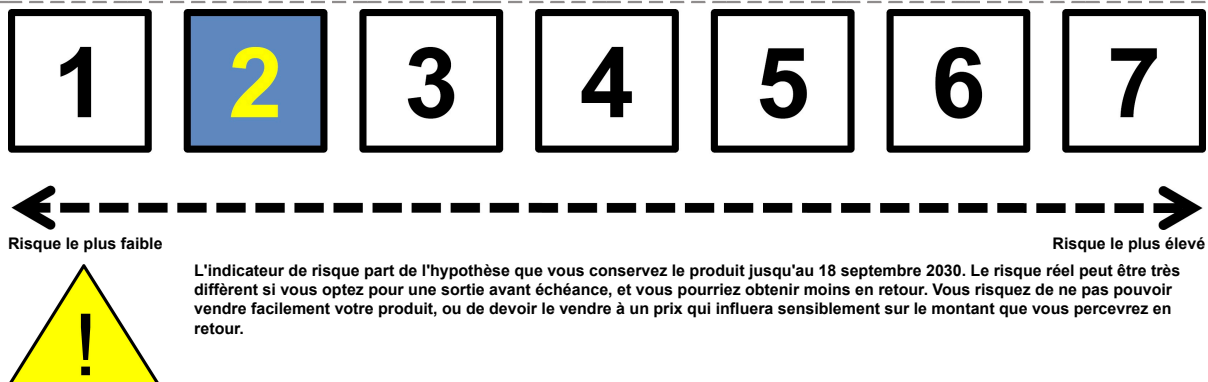 1 2 3 4 5 6 7
Risque le plus faible Risque le plus élevé
L'indicateur de risque part de l'hypothèse que vous conservez le produit jusqu'au 18 septembre 2030. Le risque réel peut être très
diffèrent si vous optez pour une sortie avant échéance, et vous pourriez obtenir moins en retour. Vous risquez de ne pas pouvoir
vendre facilement votre produit, ou de devoir le vendre à un prix qui influera sensiblement sur le montant que vous percevrez en
retour.
!